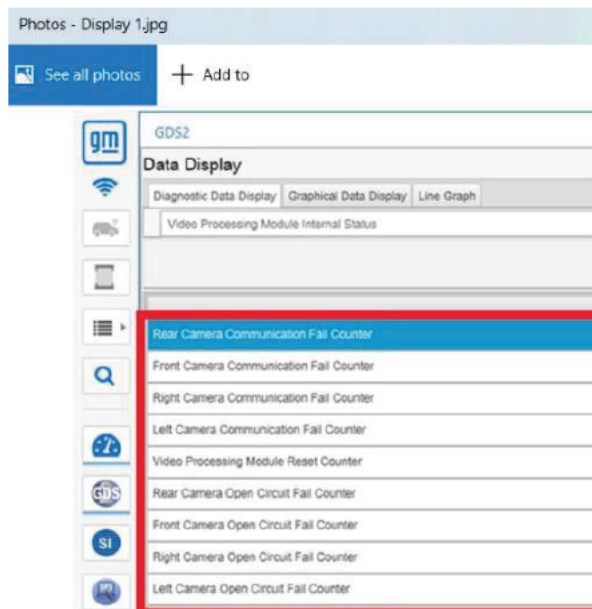 Photos - Display 1.jpg
See all photos
+ Add to
gm
GDS2
Data Display
Diagnostic Data Display Graphical Data Display Line Graph
Video Processing Module Internal Status
Rear Camera Communication Fail Counter
Front Camera Communication Fail Counter
Right Camera Communication Fail Counter
Left Camera Communication Fail Counter
Video Processing Module Reset Counter
Rear Camera Open Circuit Fail Counter
GDS
Front Camera Open Circuit Fail Counter
SI
Right Camera Open Circuit Fail Counter
Left Camera Open Circuit Fail Counter